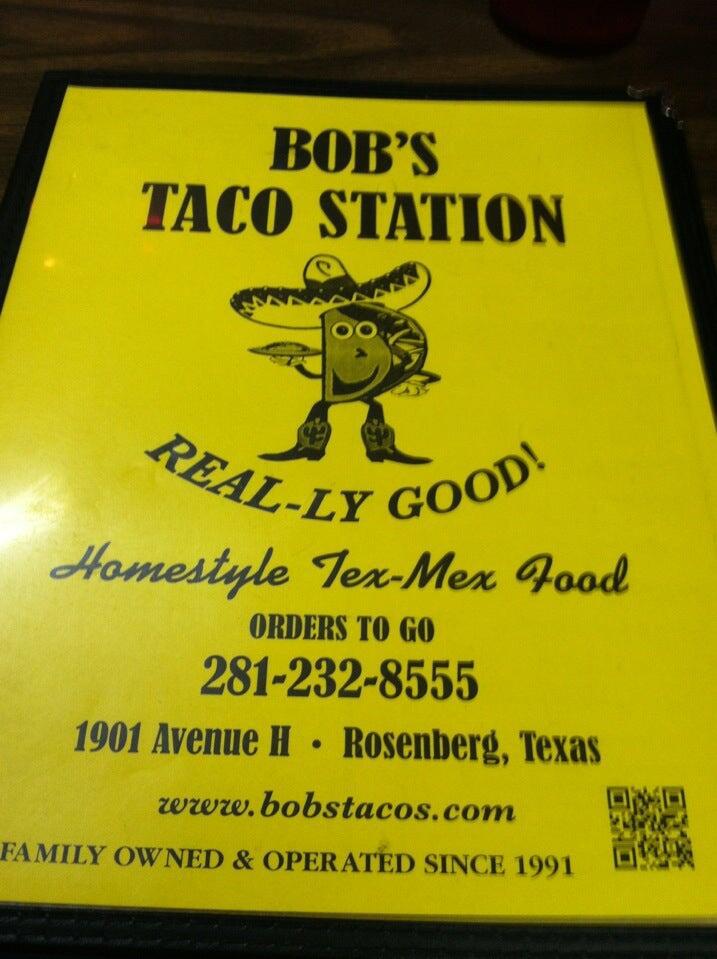 BOB'S
TACO STATION
REAL-LY GOOD!
Homestyle Tex-Mex Food
ORDERS TO GO
281-232-8555
1901 Avenue H • Rosenberg, Texas
www.bobstacos.com
FAMILY OWNED & OPERATED SINCE 1991